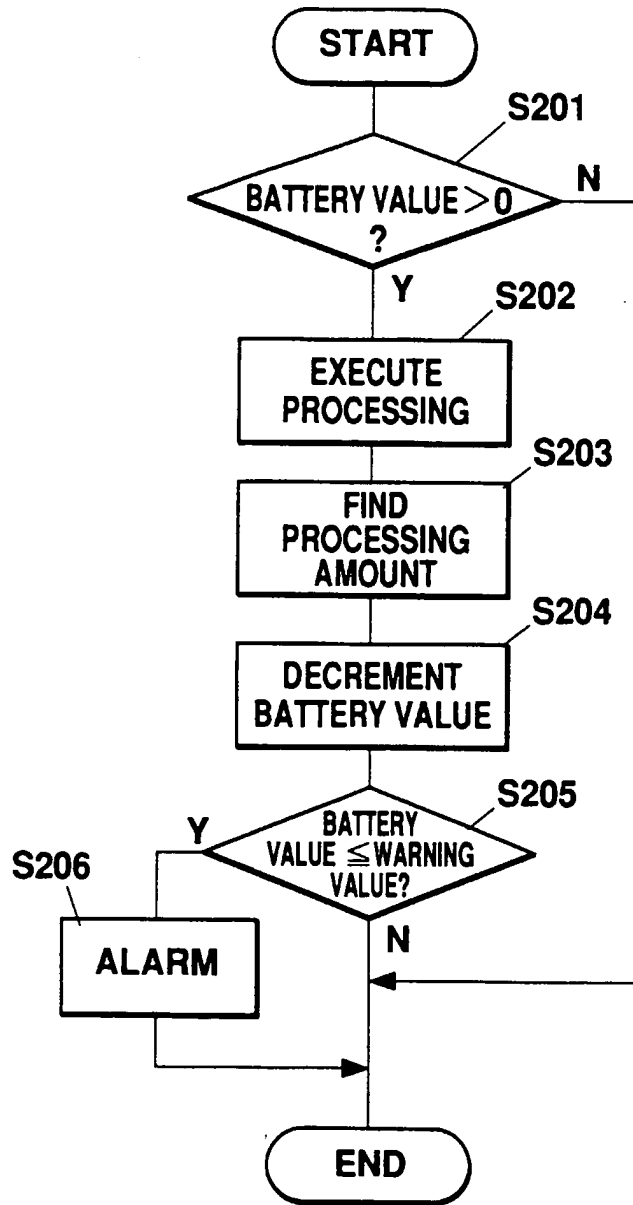 START
S201
BATTERY VALUE >0
?
N
Y
S202
EXECUTE
PROCESSING
S203
FIND
PROCESSING
AMOUNT
S204
DECREMENT
BATTERY VALUE
S205
BATTERY
VALUE ≦ WARNING
VALUE?
Y
S206
N
ALARM
END